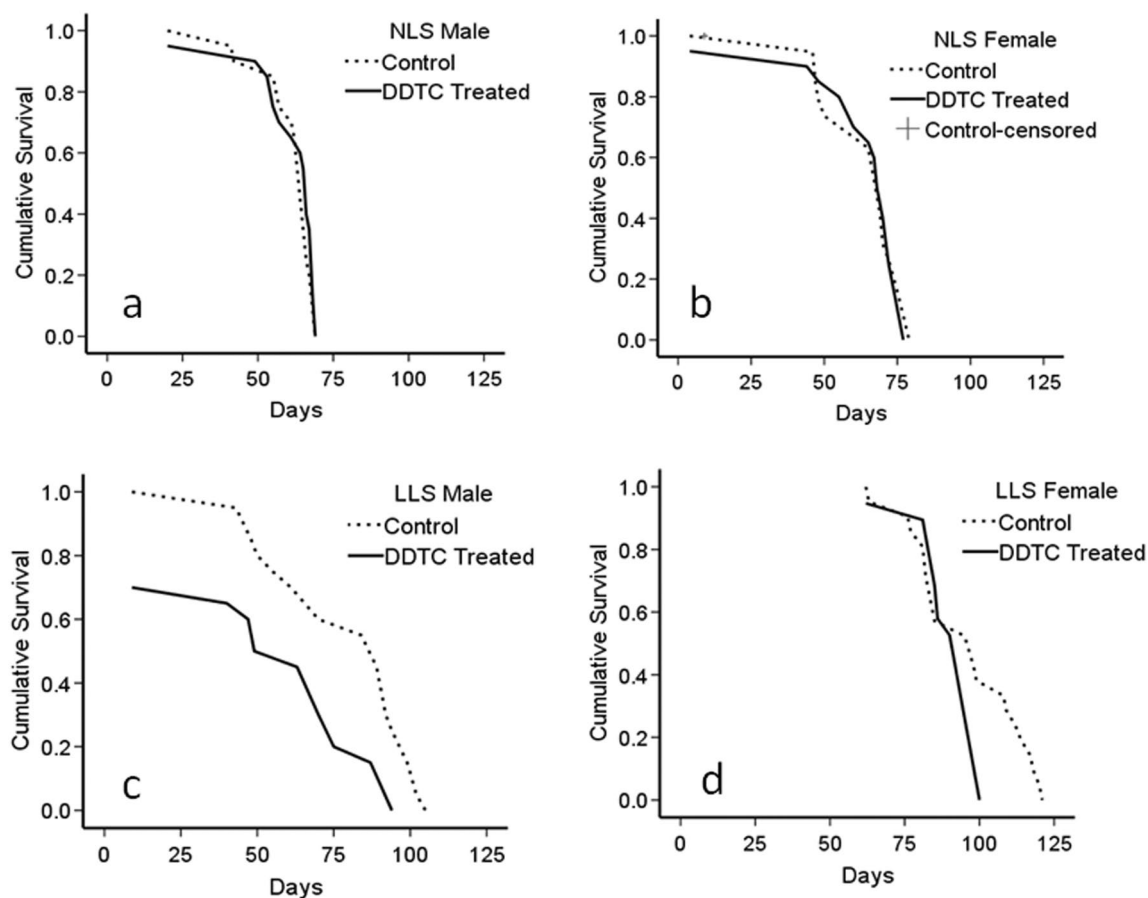 NLS Male
Control
DDTC Treated
1.0
0.8
0.6
0.4
0.2
0.0
Cumulative Survival
a
0 25 50 75 100 125
Days
NLS Female
Control
DDTC Treated
Control-censored
1.0
0.8
0.6
0.4
0.2
0.0
Cumulative Survival
b
0 25 50 75 100 125
Days
LLS Male
Control
DDTC Treated
1.0
0.8
0.6
0.4
0.2
0.0
Cumulative Survival
c
0 25 50 75 100 125
Days
LLS Female
Control
DDTC Treated
1.0
0.8
0.6
0.4
0.2
0.0
Cumulative Survival
d
0 25 50 75 100 125
Days